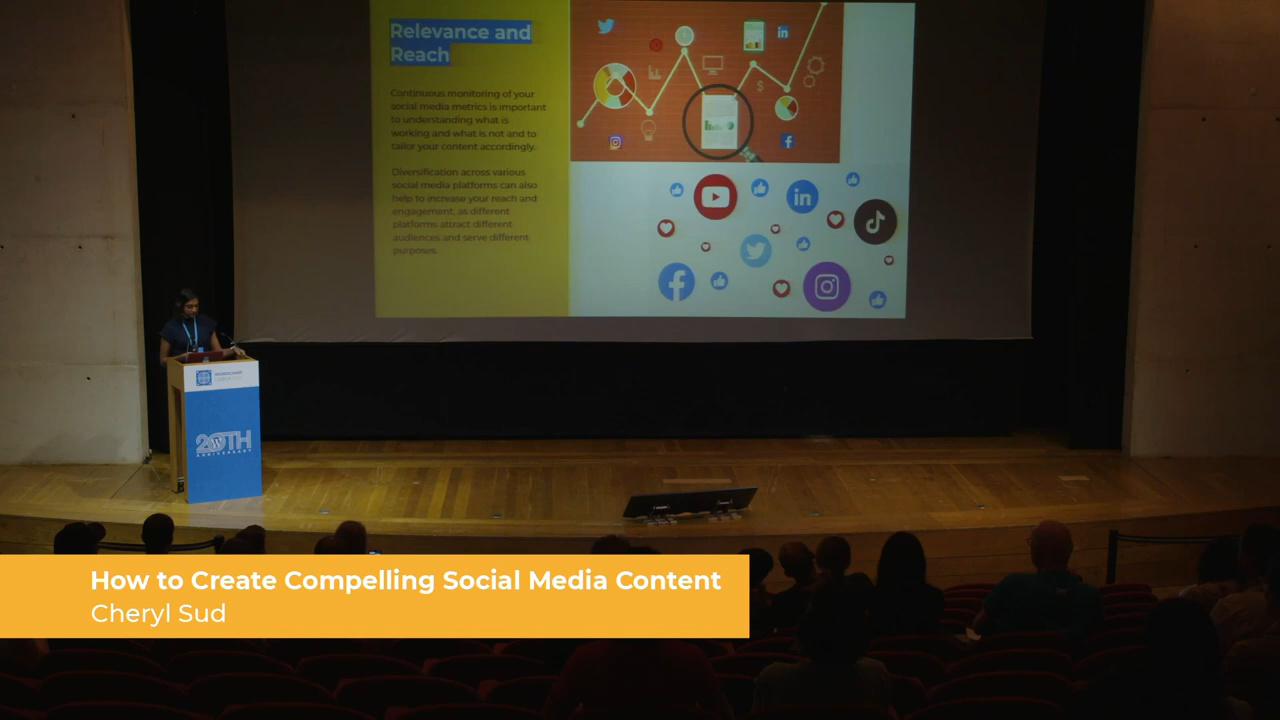 Relevance and
Reach
Continuous monitoring of your
social media metrics is important
to understanding what is
working and what is not and to
tailor your content accordingly.
Diversification across various
social media platforms can also
help to increase your reach and
engagement, as different
platforms attract different
audiences and serve different
purposes.
$
in
in
20TH
ANNIVERSARY
How to Create Compelling Social Media Content
Cheryl Sud